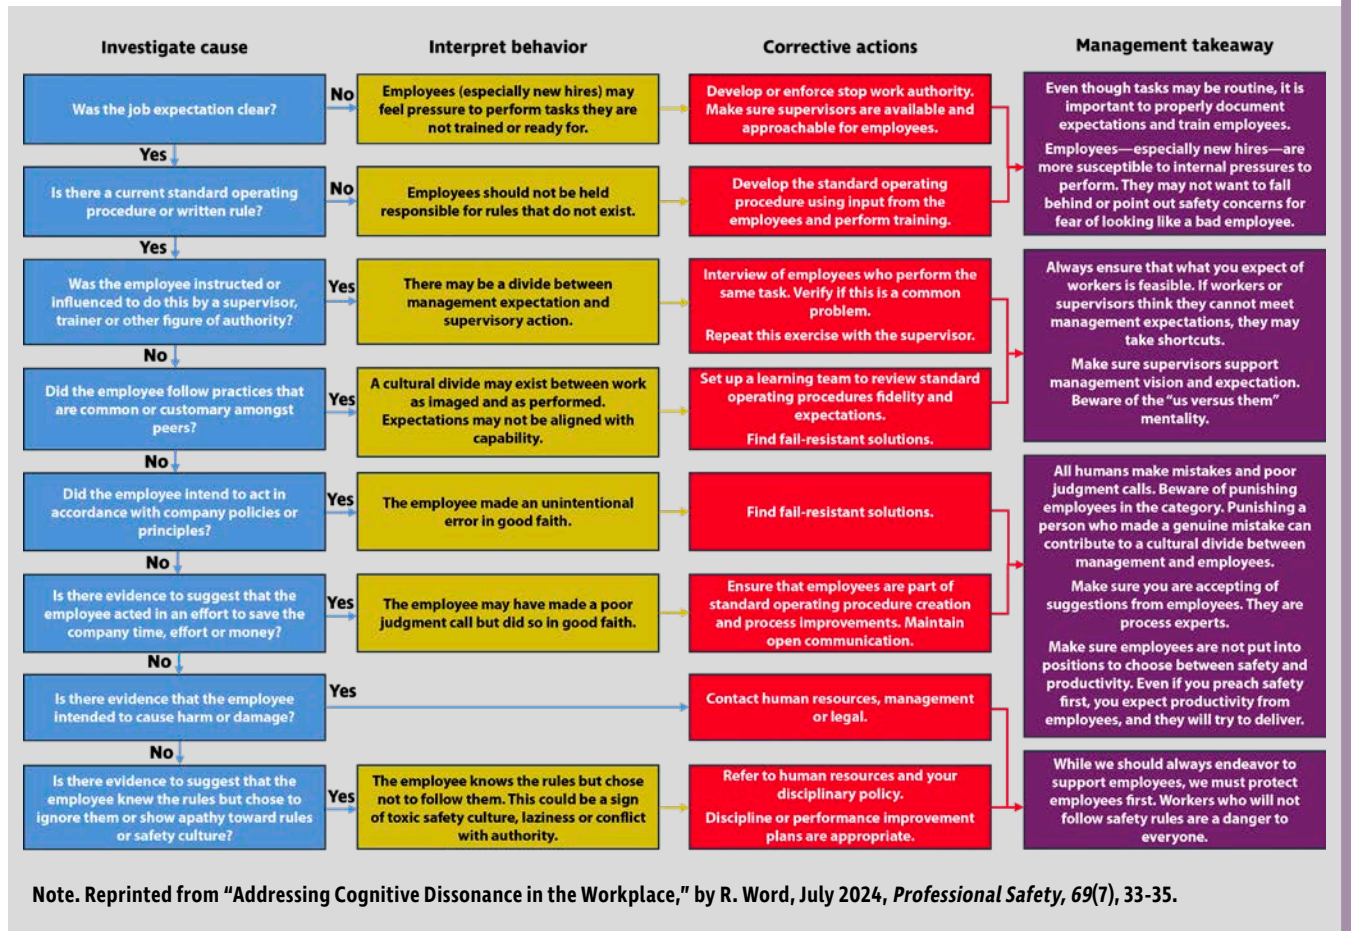 Investigate cause
Interpret behavior
Corrective actions
Management takeaway
Was the job expectation clear?
No
Employees (especially new hires) may
feel pressure to perform tasks they are
not trained or ready for.
Develop or enforce stop work authority.
Make sure supervisors are available and
approachable for employees.
Even though tasks may be routine, it is
important to properly document
expectations and train employees.
Employees—especially new hires—are
more susceptible to internal pressures to
perform. They may not want to fall
behind or point out safety concerns for
fear of looking like a bad employee.
Yes
Is there a current standard operating
procedure or written rule?
No
Employees should not be held
responsible for rules that do not exist.
Develop the standard operating
procedure using input from the
employees and perform training.
Yes
Was the employee instructed or
influenced to do this by a supervisor,
trainer or other figure of authority?
Yes
There may be a divide between
management expectation and
supervisory action.
Interview of employees who perform the
same task. Verify if this is a common
problem.
Repeat this exercise with the supervisor.
Always ensure that what you expect of
workers is feasible. If workers or
supervisors think they cannot meet
management expectations, they may
take shortcuts.
Make sure supervisors support
management vision and expectation.
Beware of the “us versus them”
mentality.
No
Did the employee follow practices that
are common or customary amongst
peers?
Yes
A cultural divide may exist between work
as imaged and as performed.
Expectations may not be aligned with
capability.
Set up a learning team to review standard
operating procedures fidelity and
expectations.
Find fail-resistant solutions.
No
Did the employee intend to act in
accordance with company policies or
principles?
Yes
The employee made an unintentional
error in good faith.
Find fail-resistant solutions.
All humans make mistakes and poor
judgment calls. Beware of punishing
employees in the category. Punishing a
person who made a genuine mistake can
contribute to a cultural divide between
management and employees.
Make sure you are accepting of
suggestions from employees. They are
process experts.
Make sure employees are not put into
positions to choose between safety and
productivity. Even if you preach safety
first, you expect productivity from
employees, and they will try to deliver.
No
Is there evidence to suggest that the
employee acted in an effort to save the
company time, effort or money?
Yes
The employee may have made a poor
judgment call but did so in good faith.
Ensure that employees are part of
standard operating procedure creation
and process improvements. Maintain
open communication.
No
Is there evidence that the employee
intended to cause harm or damage?
Yes
Contact human resources, management
or legal.
No
Is there evidence to suggest that the
employee knew the rules but chose to
ignore them or show apathy toward rules
or safety culture?
Yes
The employee knows the rules but chose
not to follow them. This could be a sign
of toxic safety culture, laziness or conflict
with authority.
Refer to human resources and your
disciplinary policy.
Discipline or performance improvement
plans are appropriate.
While we should always endeavor to
support employees, we must protect
employees first. Workers who will not
follow safety rules are a danger to
everyone.
Note. Reprinted from “Addressing Cognitive Dissonance in the Workplace,” by R. Word, July 2024, Professional Safety, 69(7), 33-35.